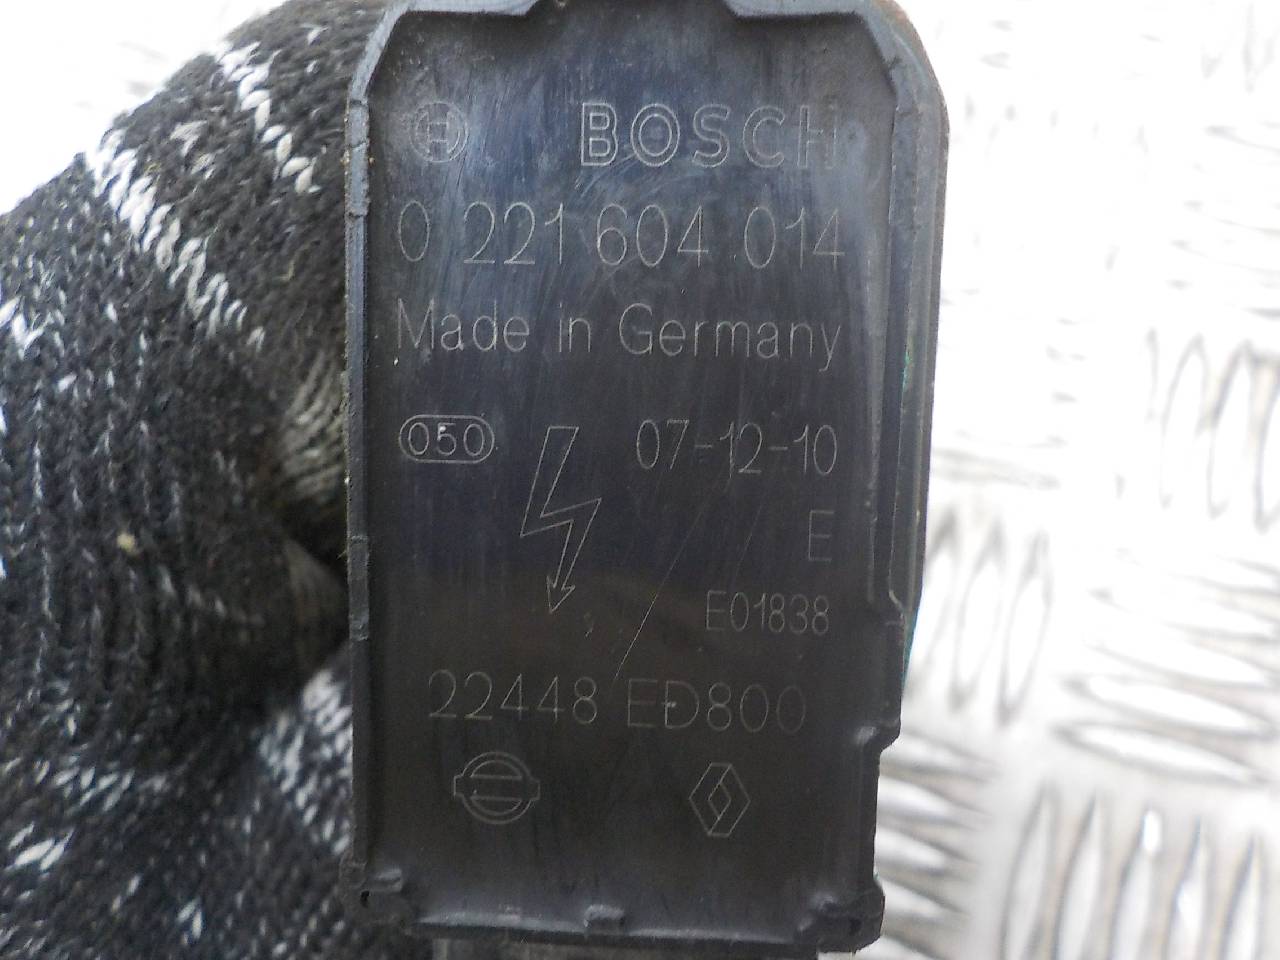 BOSCH
0 221 604 014
Made in Germany
050 07-12-10
E
E01838
22448 ED800